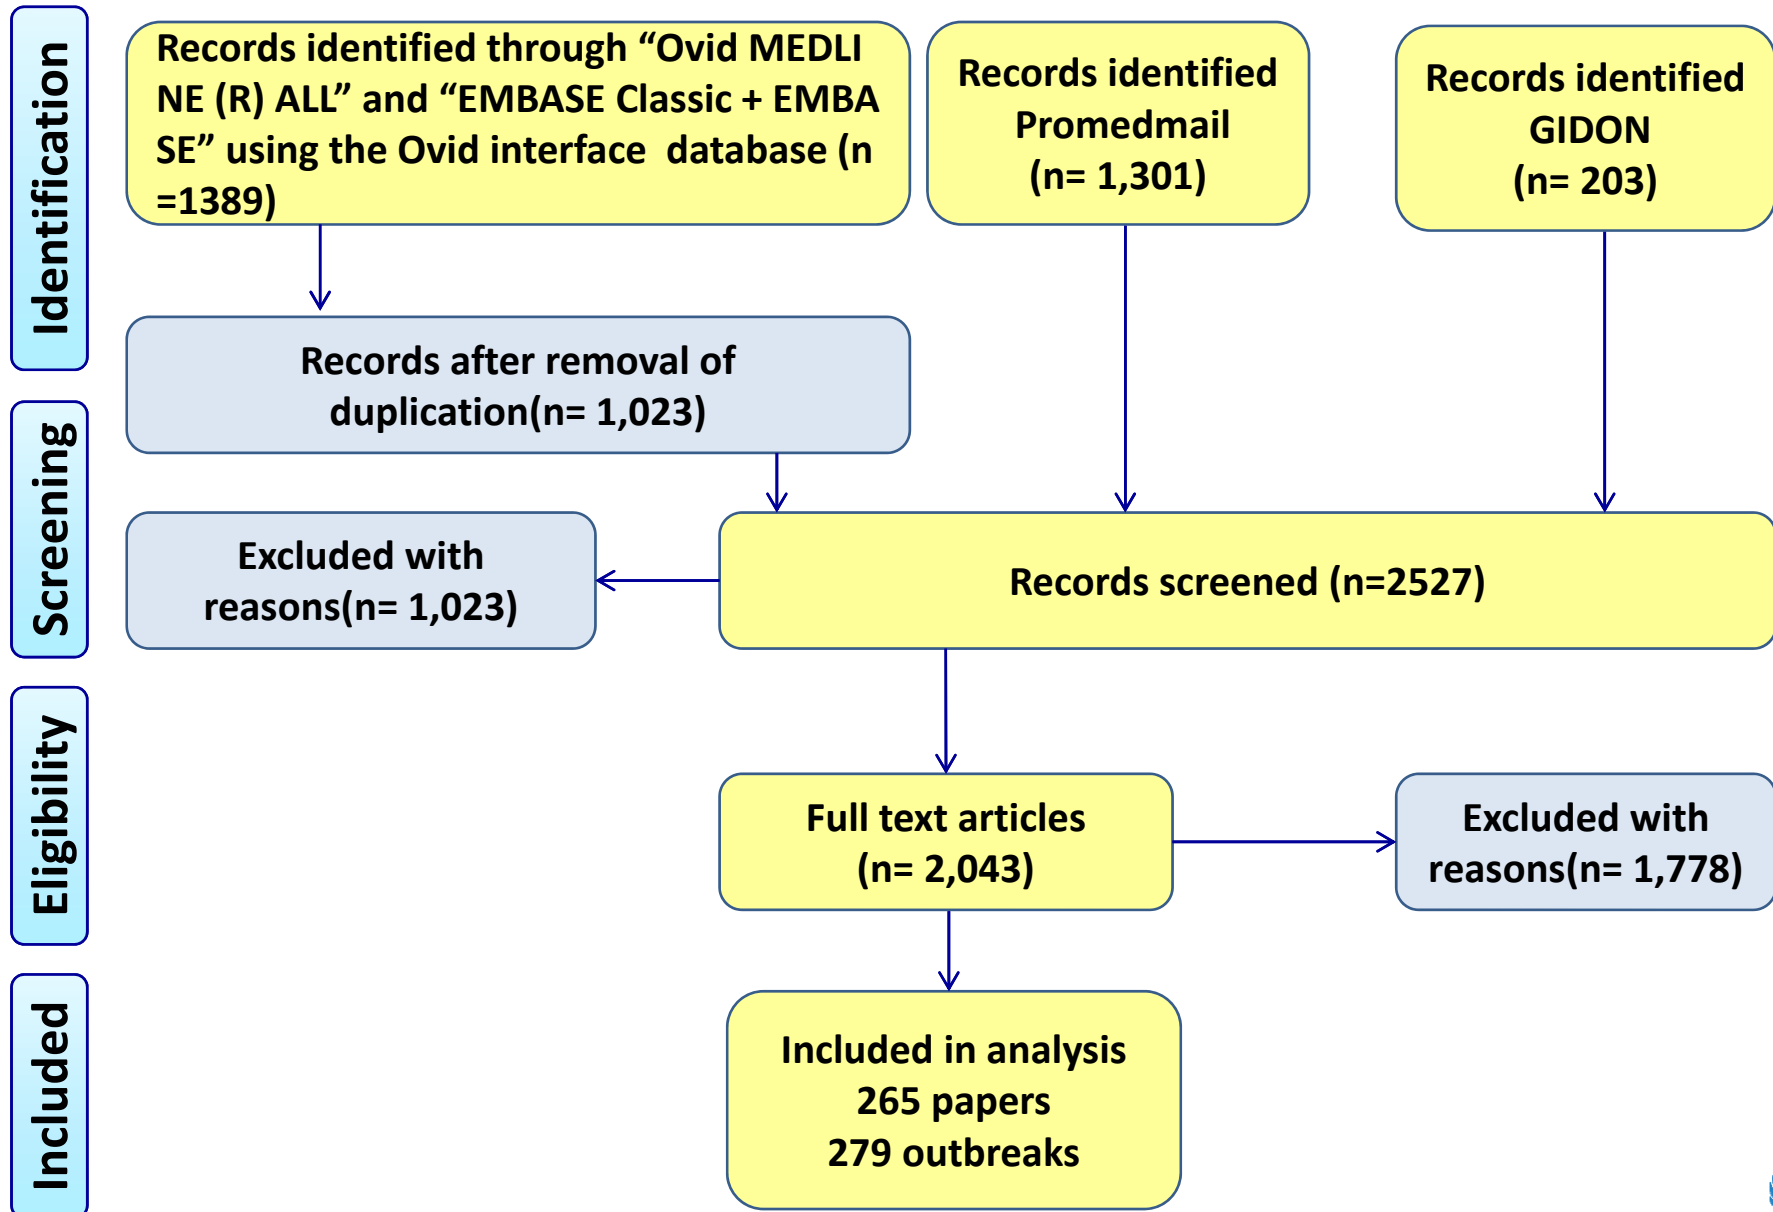 Identification
Records identified through “Ovid MEDLI
NE (R) ALL” and “EMBASE Classic + EMBA
SE” using the Ovid interface database (n
=1389)
Records identified
Promedmail
(n= 1,301)
Records identified
GIDON
(n= 203)
Records after removal of
duplication(n= 1,023)
Screening
Excluded with
reasons(n= 1,023)
Records screened (n=2527)
Eligibility
Full text articles
(n= 2,043)
Excluded with
reasons(n= 1,778)
Included
Included in analysis
265 papers
279 outbreaks